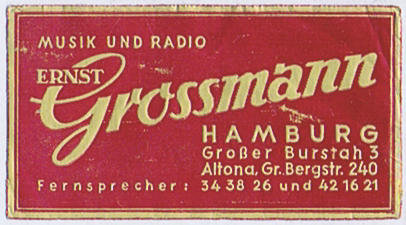 MUSIK UND RADIO
ERNST
Grossmann
HAMBURG
Großer Burstah 3
Altona, Gr. Bergstr. 240
Fernsprecher: 34 38 26 und 42 16 21